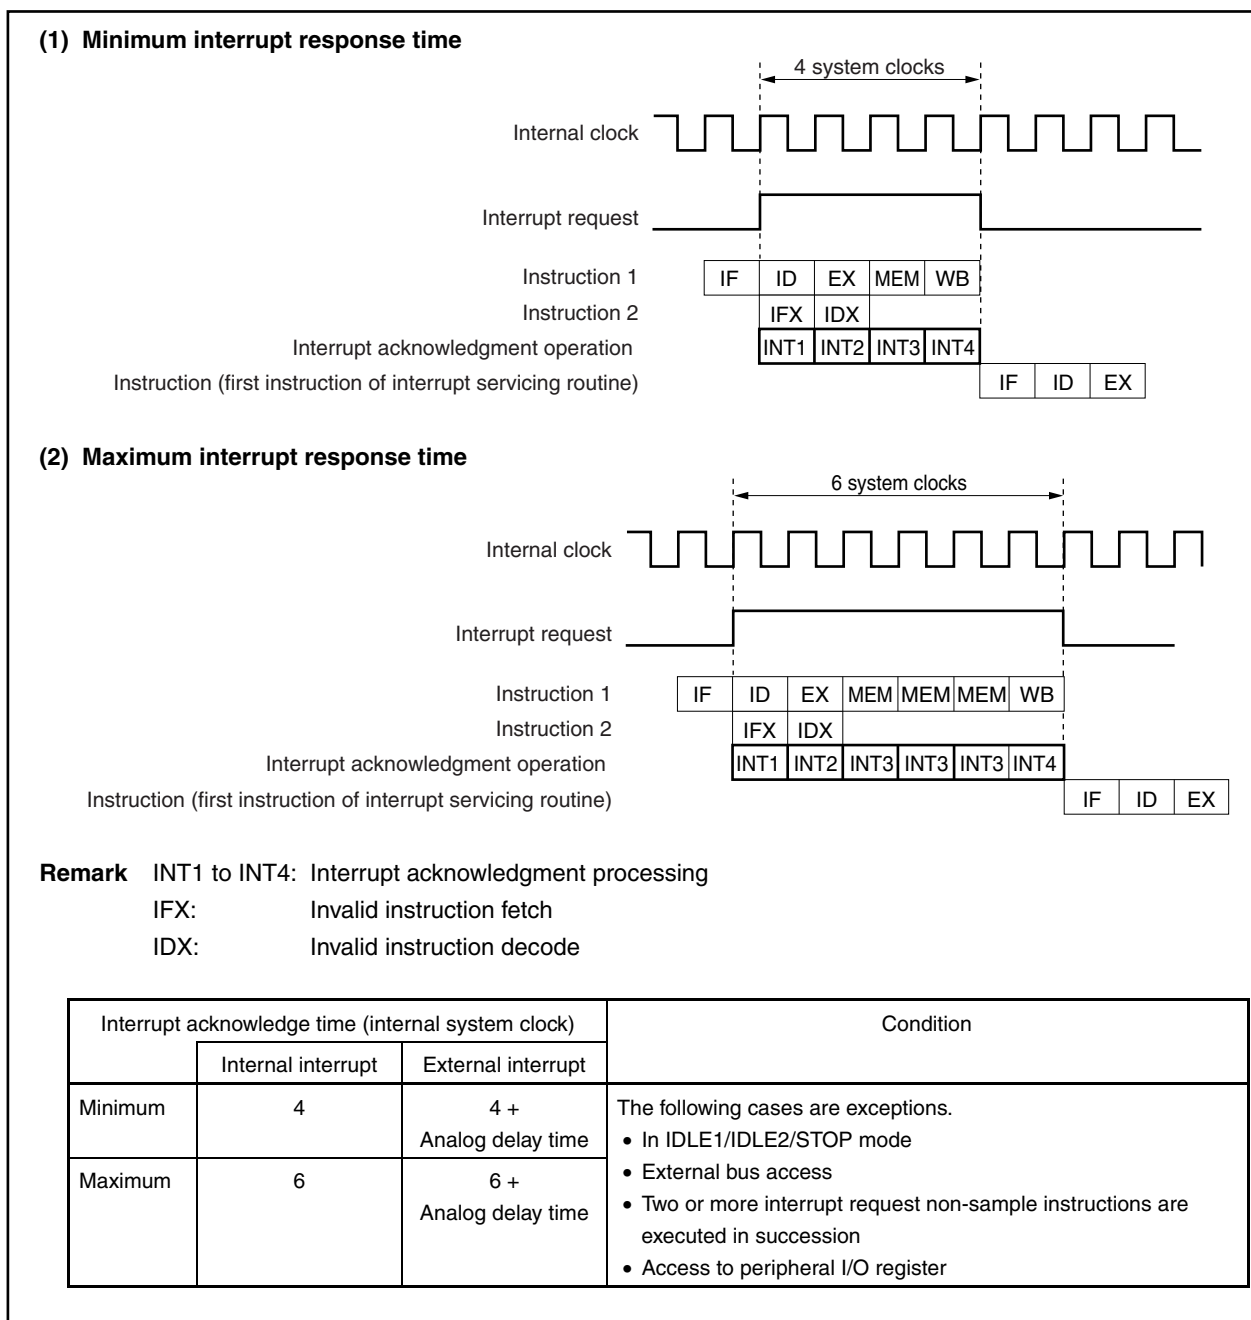 (1) Minimum interrupt response time
4 system clocks
Internal clock
Interrupt request
Instruction 1 IF ID EX MEM WB
Instruction 2 IFX IDX
Interrupt acknowledgment operation INT1 INT2 INT3 INT4
Instruction (first instruction of interrupt servicing routine) IF ID EX
(2) Maximum interrupt response time
6 system clocks
Internal clock
Interrupt request
Instruction 1 IF ID EX MEM MEM MEM WB
Instruction 2 IFX IDX
Interrupt acknowledgment operation INT1 INT2 INT3 INT3 INT3 INT4
Instruction (first instruction of interrupt servicing routine) IF ID EX
Remark INT1 to INT4: Interrupt acknowledgment processing
IFX: Invalid instruction fetch
IDX: Invalid instruction decode
Interrupt acknowledge time (internal system clock) Condition
Internal interrupt External interrupt
Minimum 4 4 +
Analog delay time
Maximum 6 6 +
Analog delay time
The following cases are exceptions.
• In IDLE1/IDLE2/STOP mode
• External bus access
• Two or more interrupt request non-sample instructions are
executed in succession
• Access to peripheral I/O register